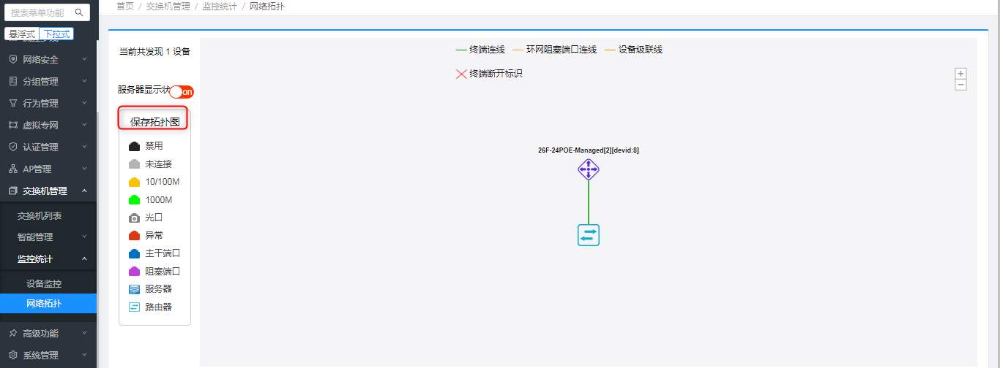 搜索菜单功能
首页 / 交换机管理 / 监控统计 / 网络拓扑
悬浮式 下拉式
网络安全
分组管理
行为管理
虚拟专网
认证管理
AP管理
交换机管理
交换机列表
智能管理
监控统计
设备监控
网络拓扑
高级功能
系统管理
当前共发现 1 设备
服务器显示状
on
保存拓扑图
禁用
未连接
10/100M
1000M
光口
异常
主干端口
阻塞端口
服务器
路由器
终端连线 环网阻塞端口连线 设备级联线
终端断开标识
+
−
26F-24POE-Managed[2][devid:8]